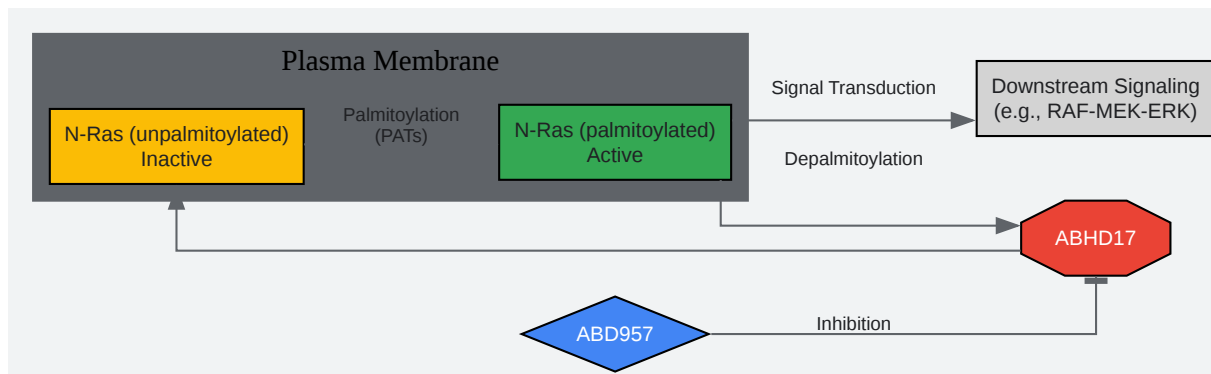 Plasma Membrane
N-Ras (unpalmitoylated)
Inactive
Palmitoylation
(PATs)
N-Ras (palmitoylated)
Active
Signal Transduction
Downstream Signaling
(e.g., RAF-MEK-ERK)
Depalmitoylation
ABHD17
ABD957
Inhibition